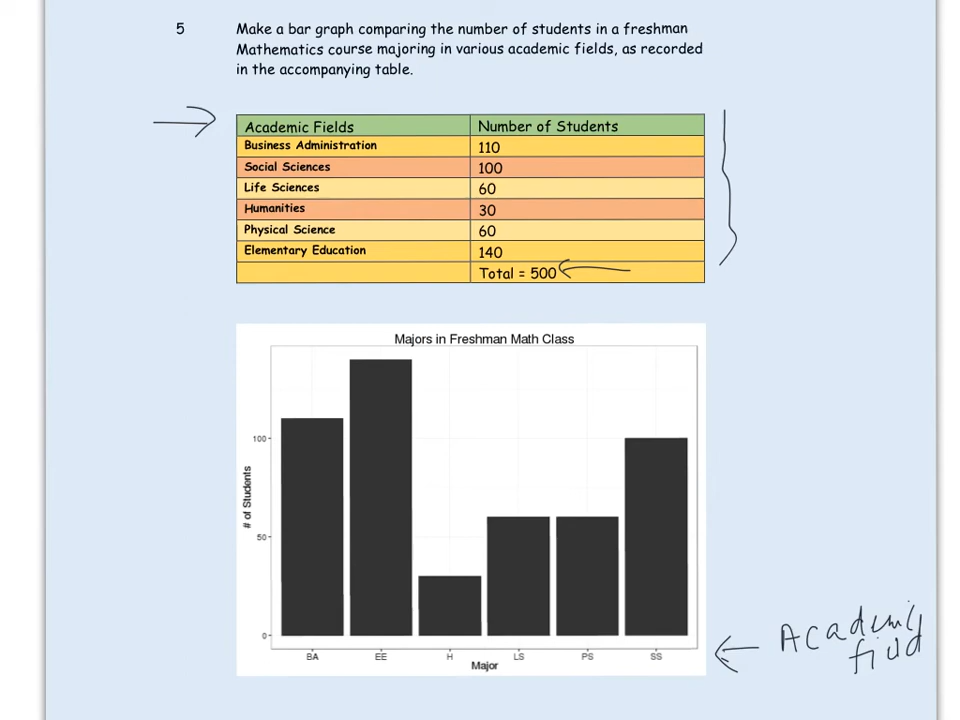 5 Make a bar graph comparing the number of students in a freshman
Mathematics course majoring in various academic fields, as recorded
in the accompanying table.
Academic Fields Number of Students
Business Administration 110
Social Sciences 100
Life Sciences 60
Humanities 30
Physical Science 60
Elementary Education 140
Total = 500
Majors in Freshman Math Class
# of Students
100
50
0
BA EE H LS PS SS
Major
Academic
field